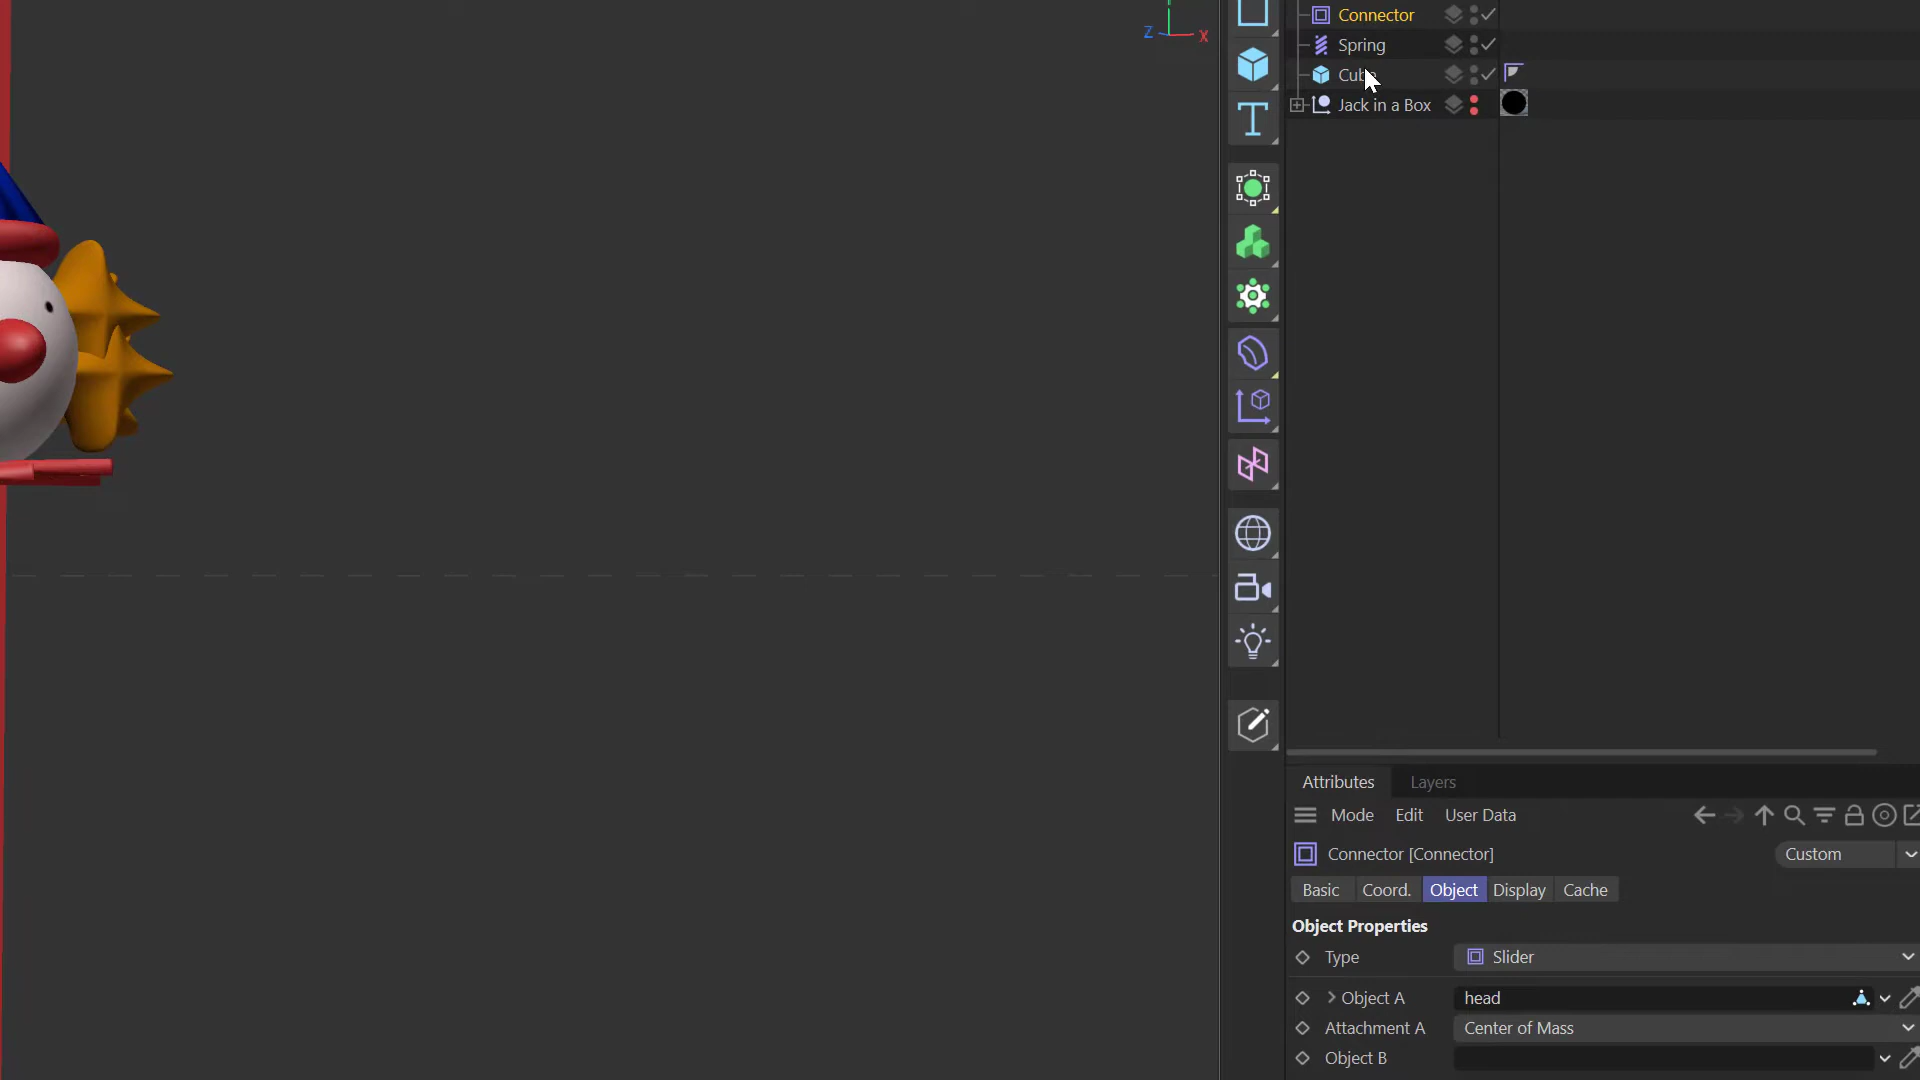 Connector
Spring
Z X
Jack in a Box
Attributes Layers
Mode Edit User Data
Connector [Connector] Custom
Basic Coord. Object Display Cache
Object Properties
Type Slider
Object A head
Attachment A Center of Mass
Object B